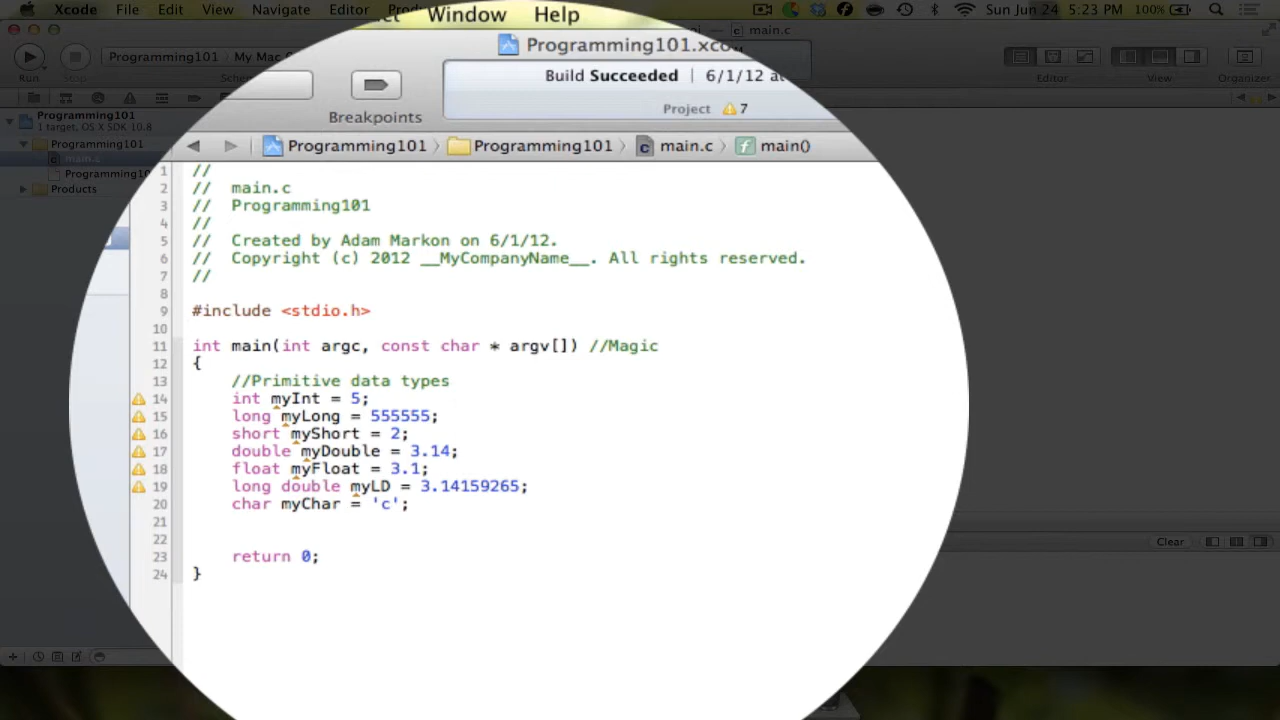 Xcode File Edit View Navigate Editor Window Help Sun Jun 24 5:23 PM 100%
Programming101.xco
main.c
Programming101 My Mac
Build Succeeded 6/1/12 at
Run Stop Breakpoints Project 7 Editor View Organizer
Programming101
1 target, OS X SDK 10.8
Programming101
main.c
Programming10
Products
Programming101 Programming101 main.c main()
1 //
2 // main.c
3 // Programming101
4 //
5 // Created by Adam Markon on 6/1/12.
6 // Copyright (c) 2012 __MyCompanyName__. All rights reserved.
7 //
8
9 #include <stdio.h>
10
11 int main(int argc, const char * argv[]) //Magic
12 {
13 //Primitive data types
14 int myInt = 5;
15 long myLong = 555555;
16 short myShort = 2;
17 double myDouble = 3.14;
18 float myFloat = 3.1;
19 long double myLD = 3.14159265;
20 char myChar = 'c';
21
22
23 return 0;
24 }
Clear